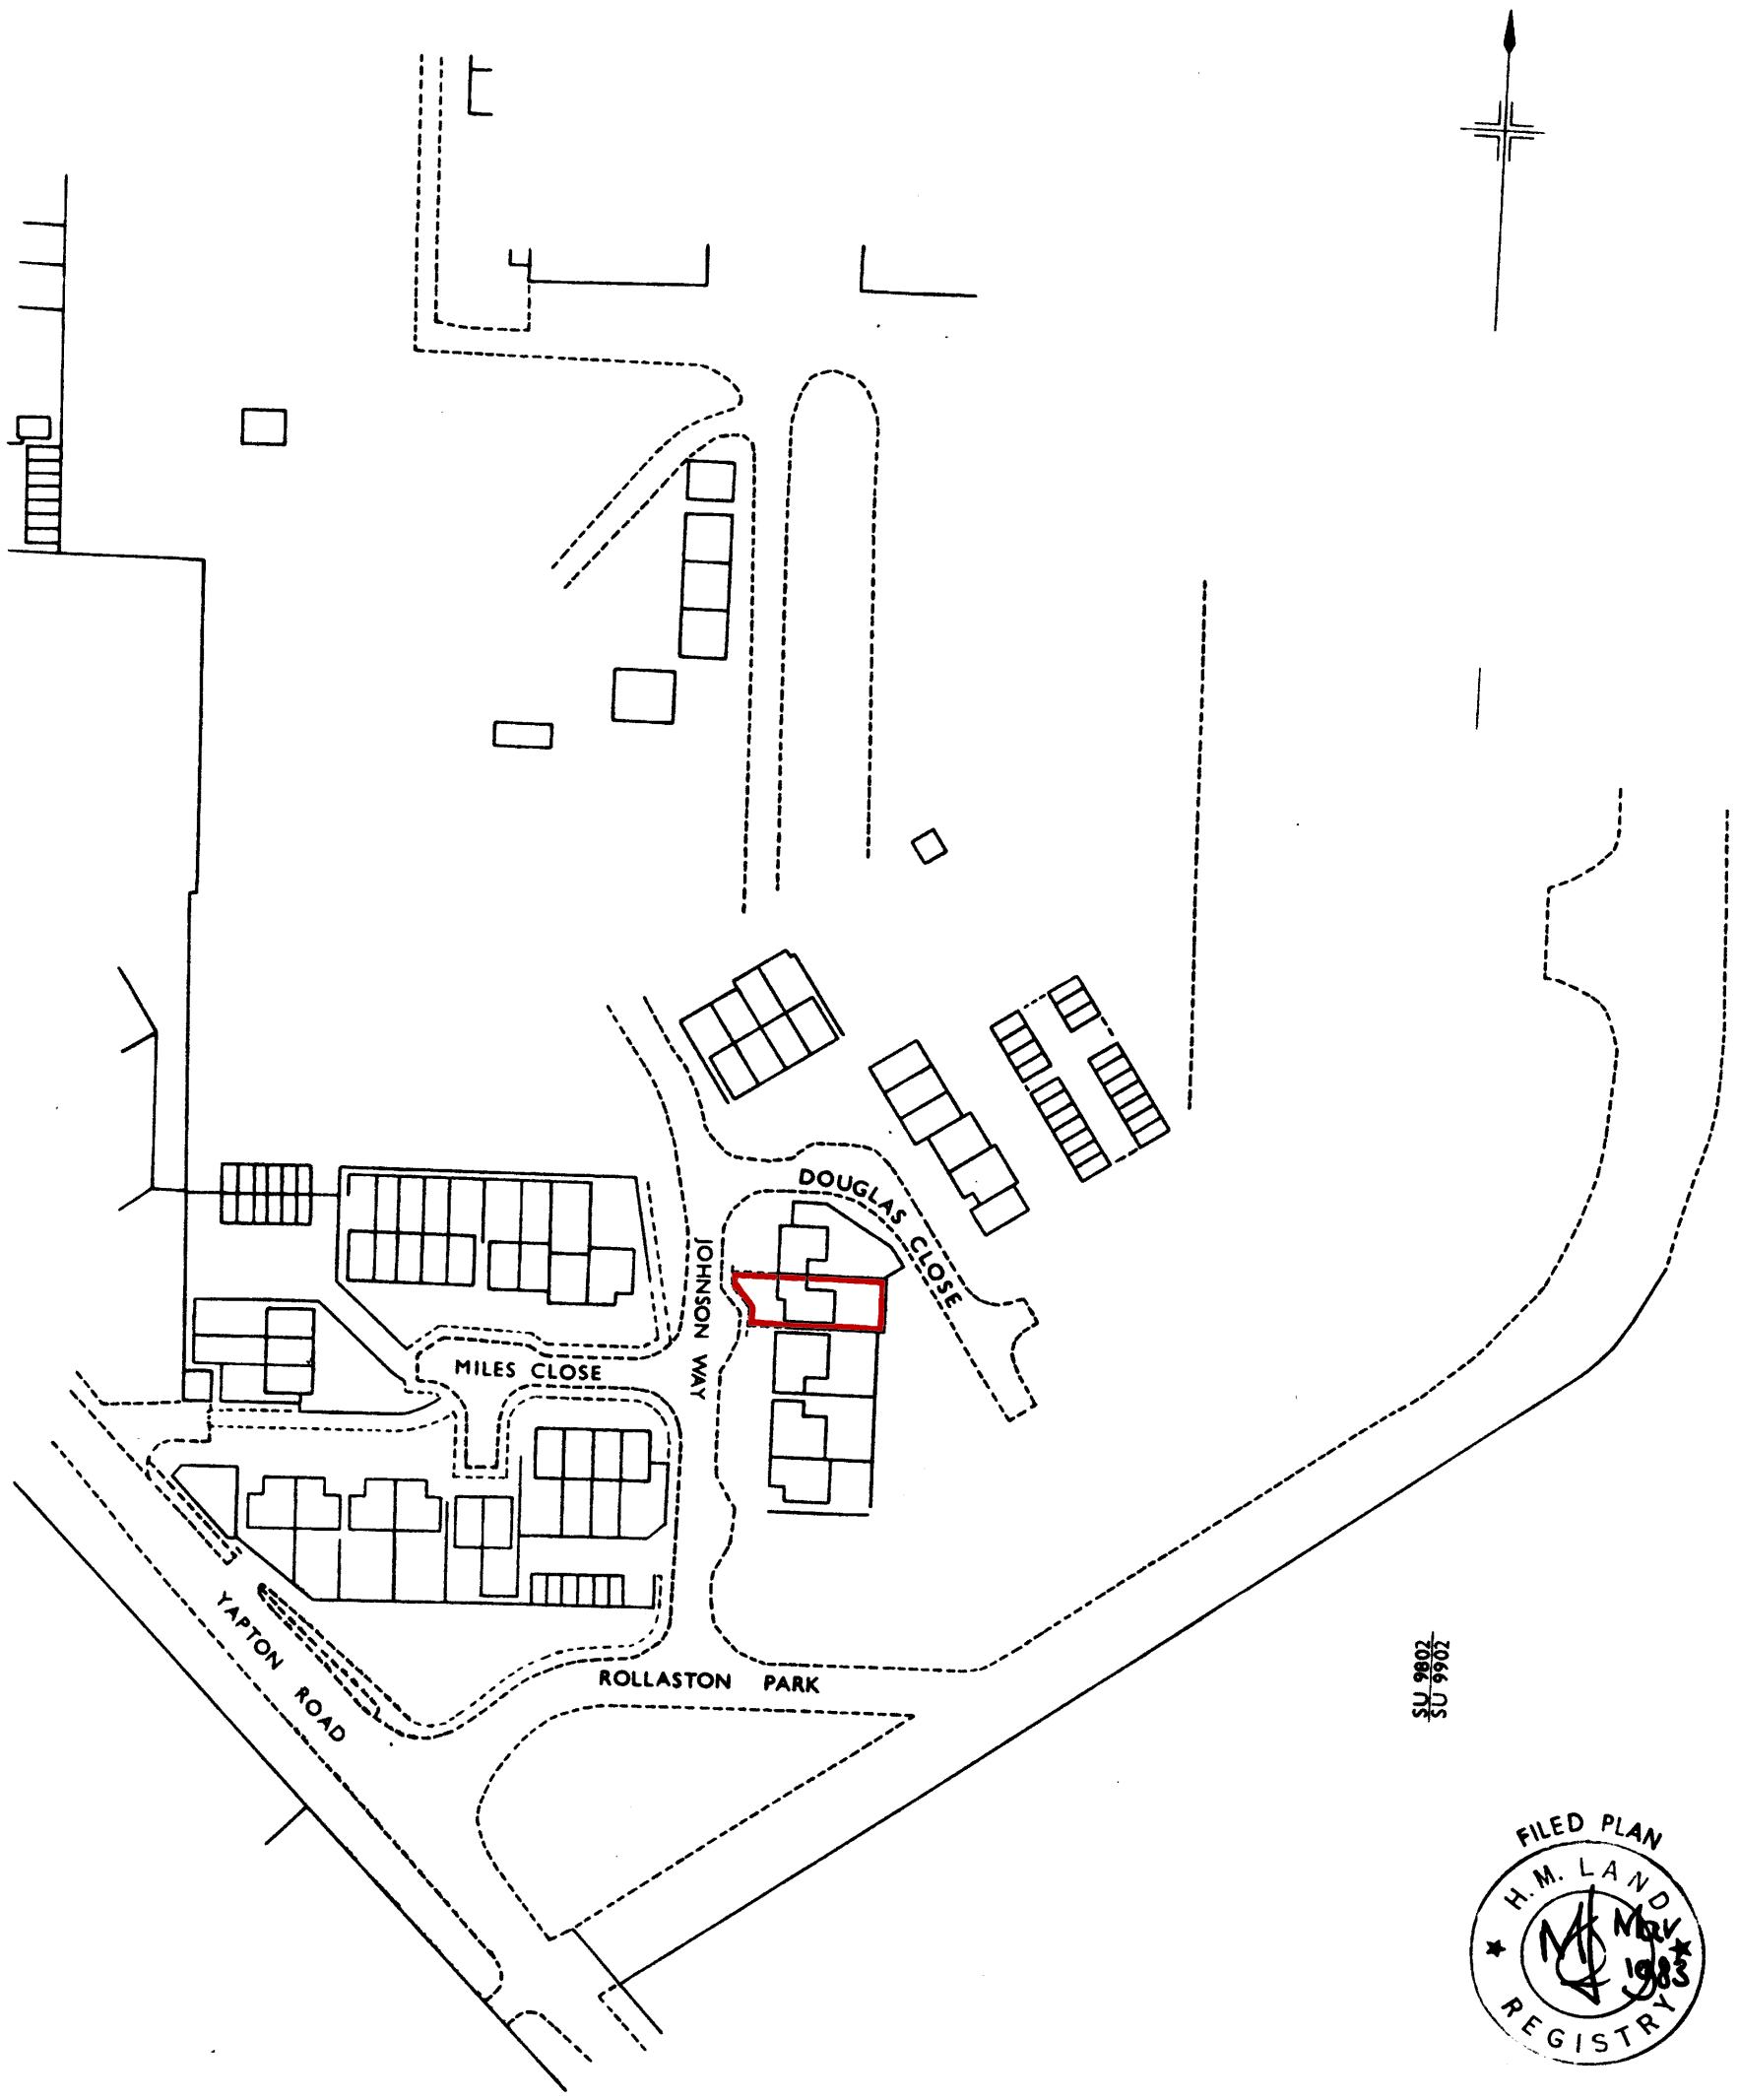 DOUGLAS CLOSE
JOHNSON WAY
MILES CLOSE
YAPTON ROAD
ROLLASTON PARK
SU 9802
SU 9902
FILED PLAN
H.M. LAND
REGISTRY
Mar
1983